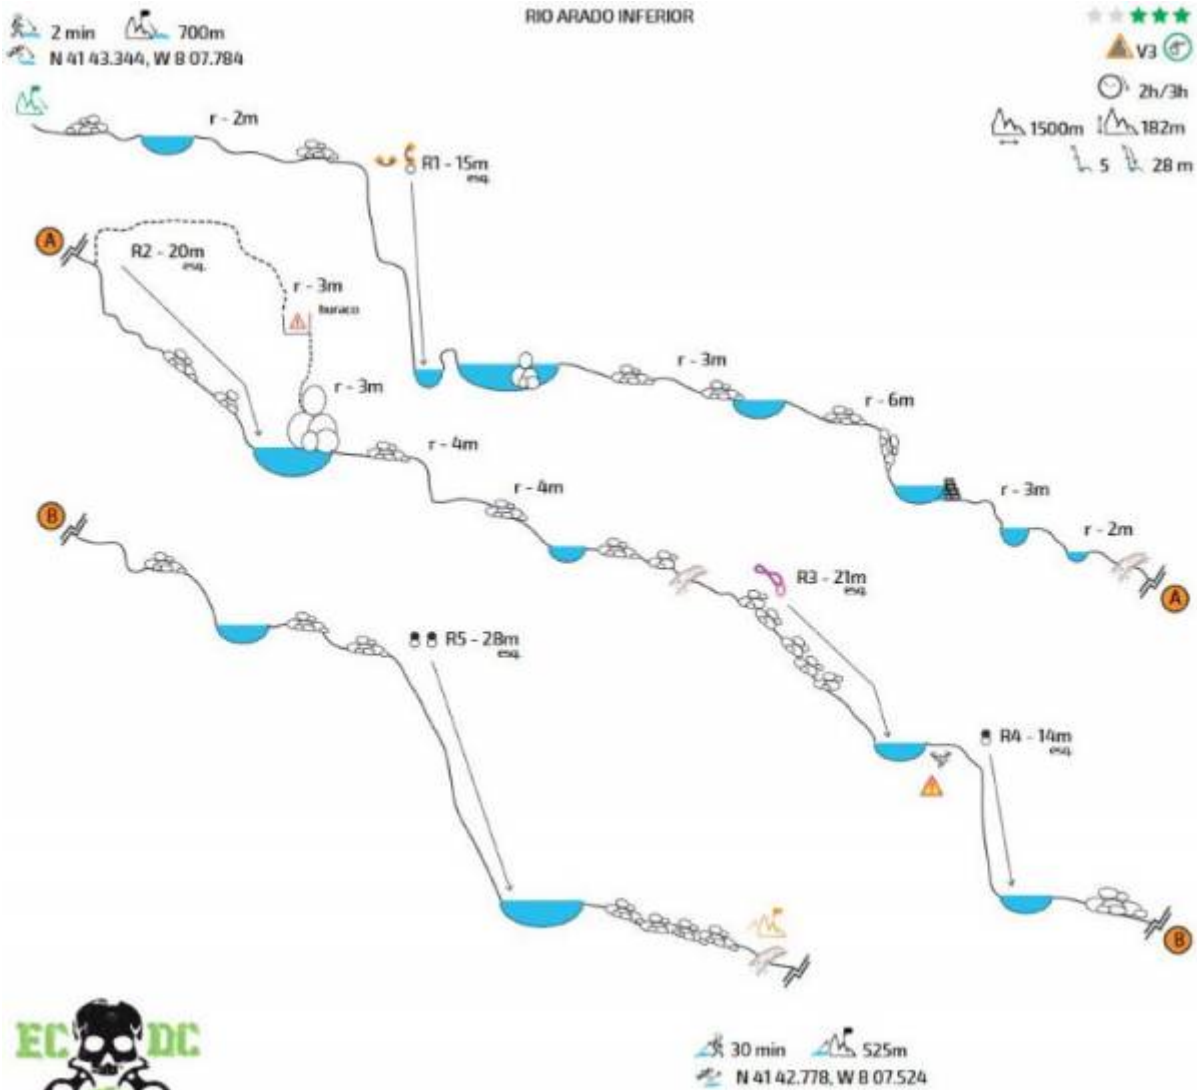 RIO ARADO INFERIOR
2 min 700m
N 41 43.344, W 8 07.784
V3
2h/3h
1500m 182m
5 28 m
r - 2m
R1 - 15m
esq.
A
R2 - 20m
esq.
r - 3m
buraco
r - 3m
r - 3m
r - 6m
r - 4m
r - 4m
r - 3m
r - 2m
A
B
R3 - 21m
esq.
R5 - 28m
esq.
R4 - 14m
esq.
B
EC DC
30 min 525m
N 41 42.778, W 8 07.524